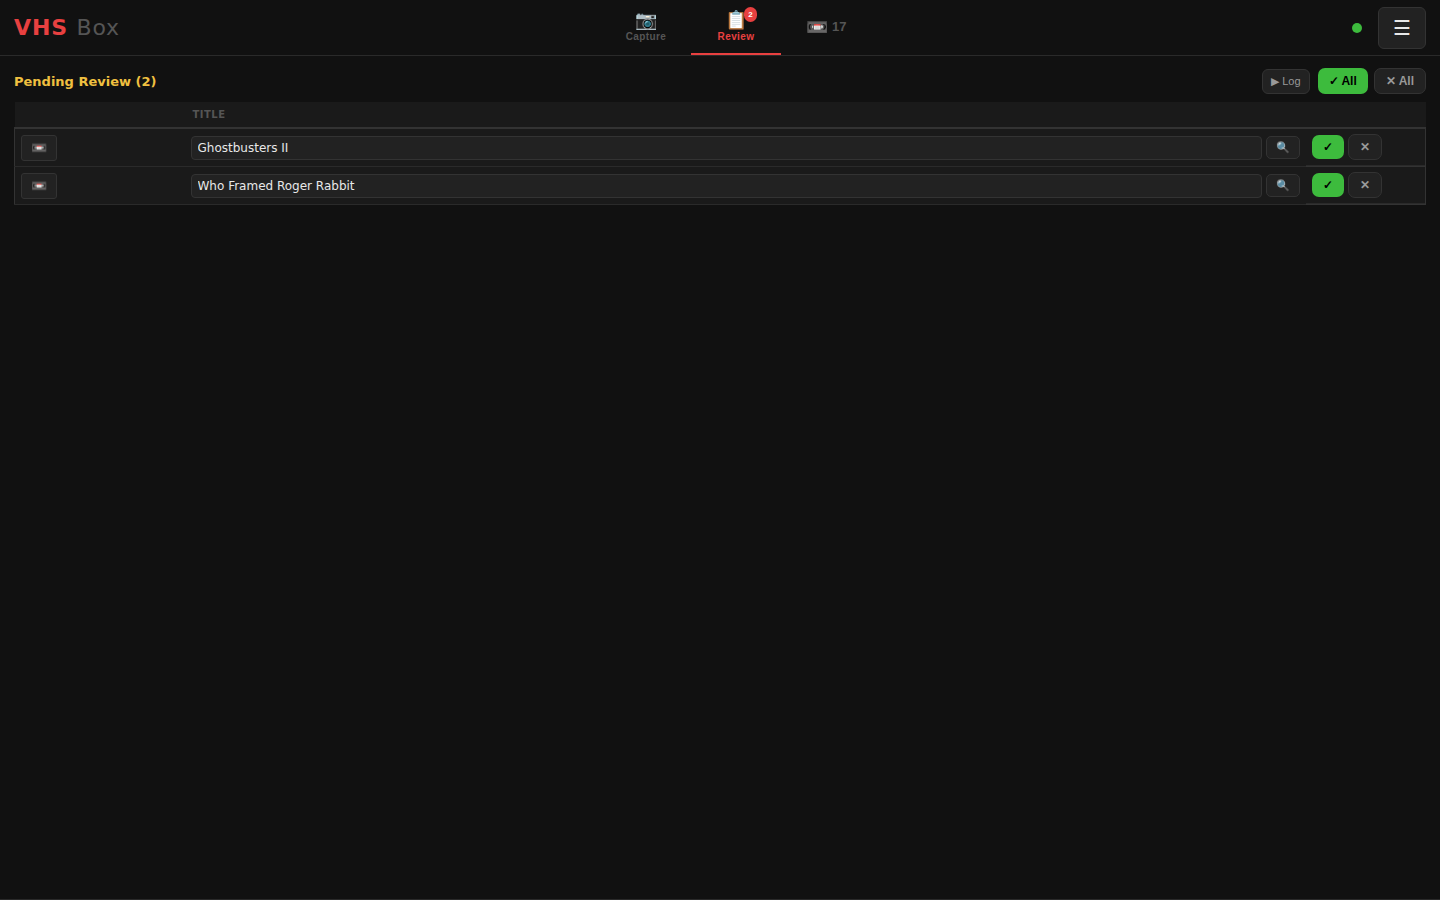 VHS Box
Capture
2
Review
17
Pending Review (2)
▶ Log
✓ All
✕ All
TITLE
Ghostbusters II
✓
✕
Who Framed Roger Rabbit
✓
✕